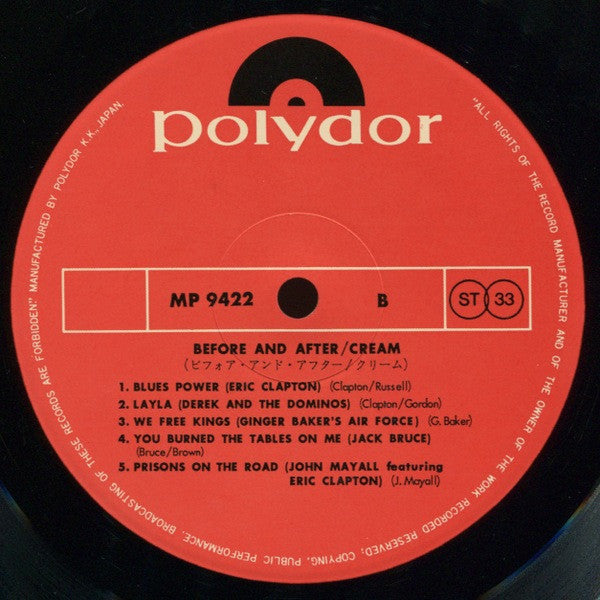 polydor
MP 9422
B
ST 33
BEFORE AND AFTER/CREAM
(ビフォア・アンド・アフター/クリーム)
1. BLUES POWER (ERIC CLAPTON) (Clapton/Russell)
2. LAYLA (DEREK AND THE DOMINOS) (Clapton/Gordon)
3. WE FREE KINGS (GINGER BAKER'S AIR FORCE) (G. Baker)
4. YOU BURNED THE TABLES ON ME (JACK BRUCE)
(Bruce/Brown)
5. PRISONS ON THE ROAD (JOHN MAYALL featuring
ERIC CLAPTON) (J. Mayall)
"ALL RIGHTS OF THE RECORD MANUFACTURER AND OF THE OWNER OF THE WORK RECORDED RESERVED; COPYING, PUBLIC PERFORMANCE, BROADCASTING OF THESE RECORDS ARE FORBIDDEN." MANUFACTURED BY POLYDOR K.K., JAPAN.